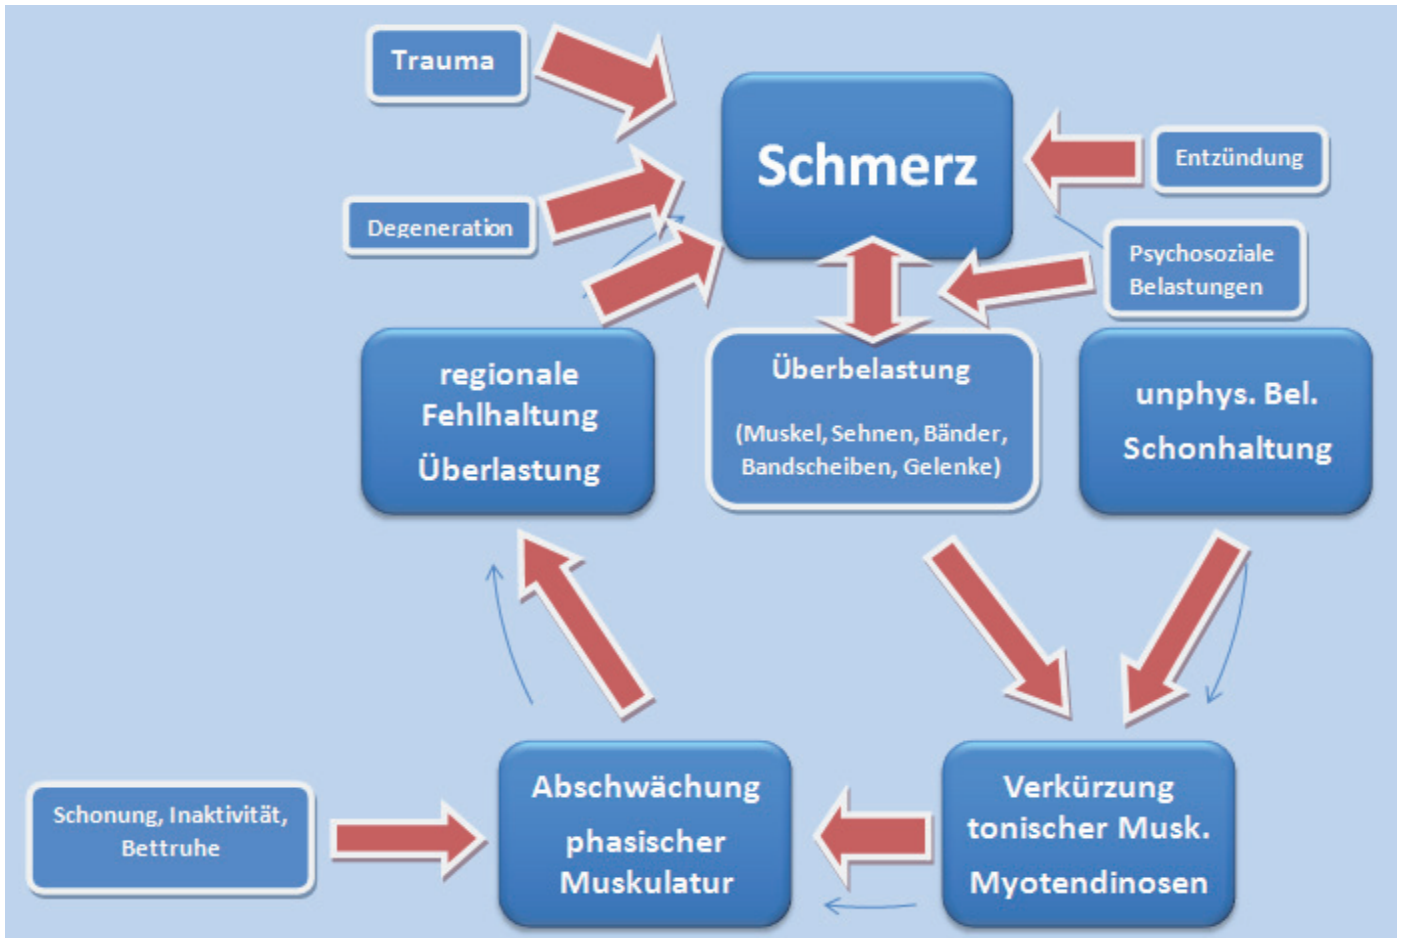 Trauma
Schmerz
Entzündung
Degeneration
Psychosoziale
Belastungen
regionale
Fehlhaltung
Überlastung
Überbelastung
(Muskel, Sehnen, Bänder,
Bandscheiben, Gelenke)
unphys. Bel.
Schonhaltung
Schonung, Inaktivität,
Bettruhe
Abschwächung
phasischer
Muskulatur
Verkürzung
tonischer Musk.
Myotendinosen